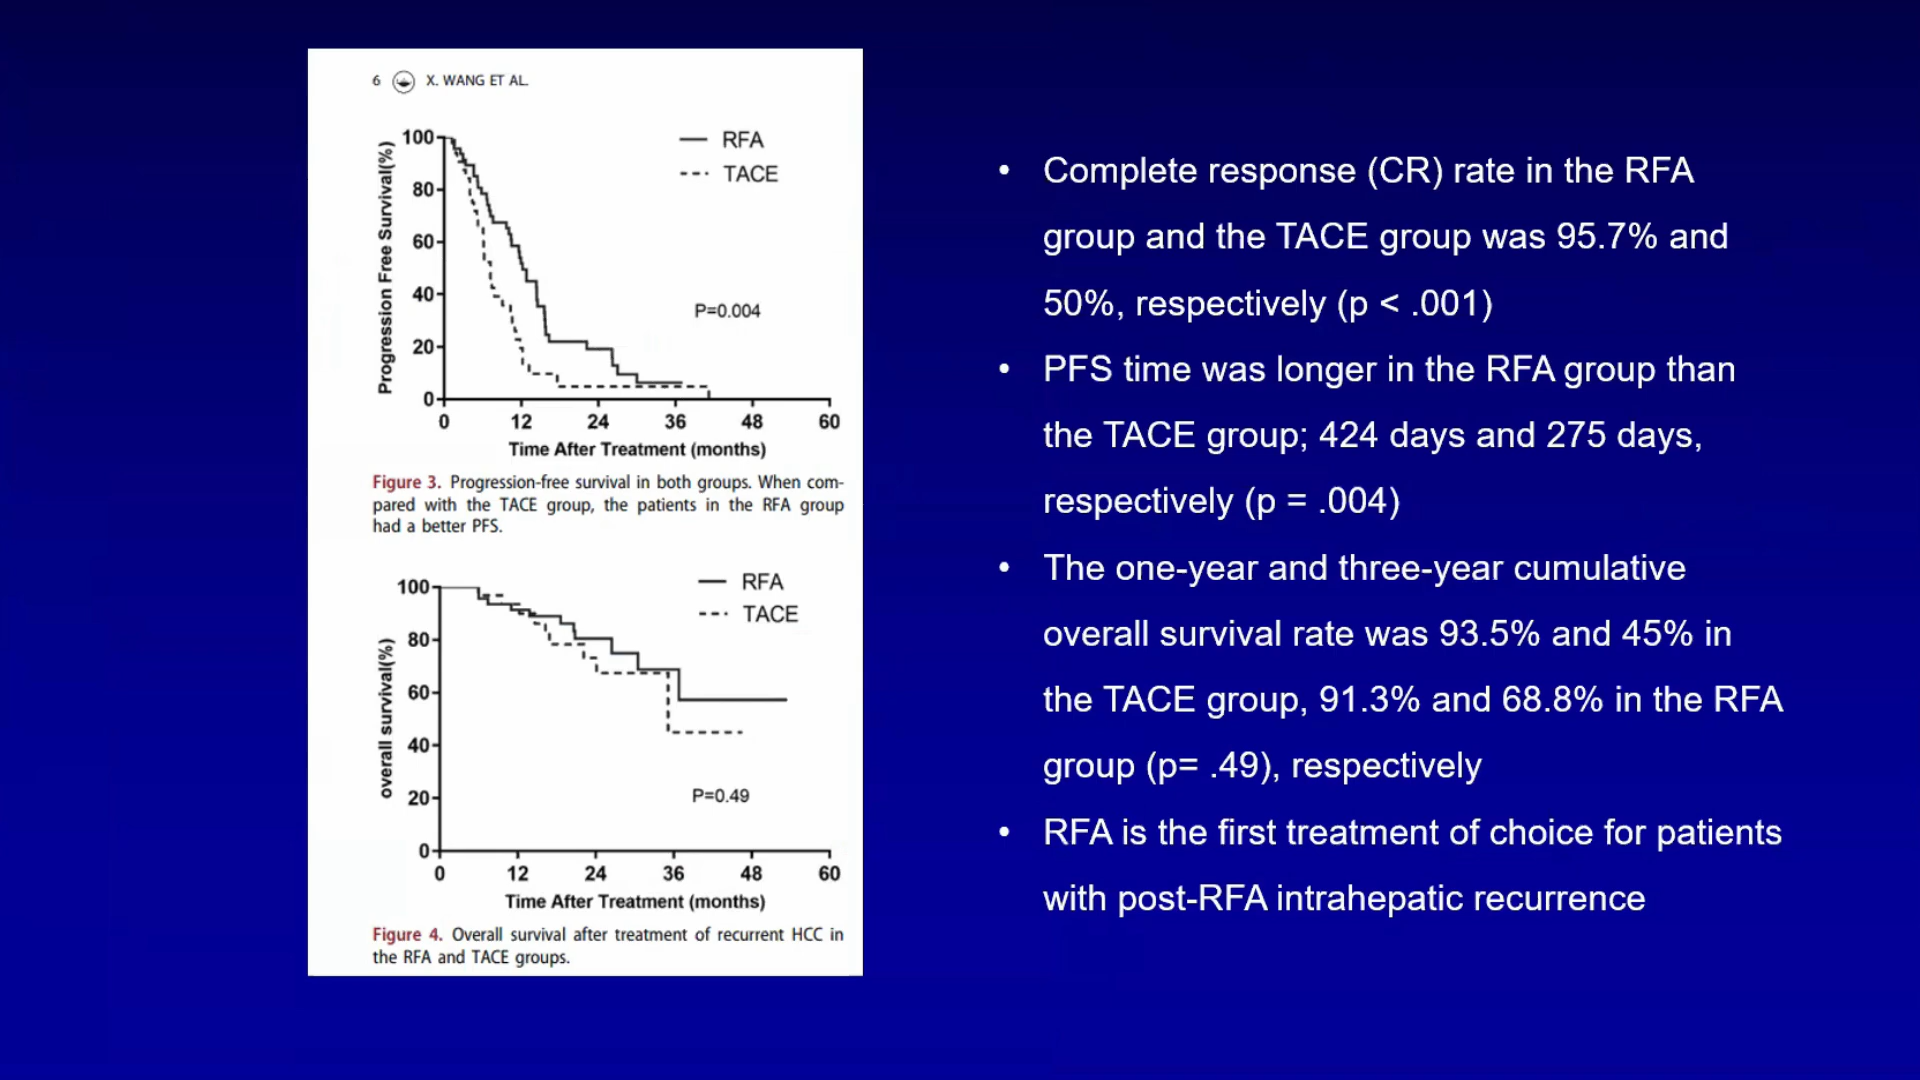 6 X. WANG ET AL.
100
80
60
40
20
0
Progression Free Survival(%)
RFA
TACE
P=0.004
0 12 24 36 48 60
Time After Treatment (months)
Figure 3. Progression-free survival in both groups. When com-
pared with the TACE group, the patients in the RFA group
had a better PFS.
100
80
60
40
20
0
overall survival(%)
RFA
TACE
P=0.49
0 12 24 36 48 60
Time After Treatment (months)
Figure 4. Overall survival after treatment of recurrent HCC in
the RFA and TACE groups.
• Complete response (CR) rate in the RFA
group and the TACE group was 95.7% and
50%, respectively (p < .001)
• PFS time was longer in the RFA group than
the TACE group; 424 days and 275 days,
respectively (p = .004)
• The one-year and three-year cumulative
overall survival rate was 93.5% and 45% in
the TACE group, 91.3% and 68.8% in the RFA
group (p= .49), respectively
• RFA is the first treatment of choice for patients
with post-RFA intrahepatic recurrence